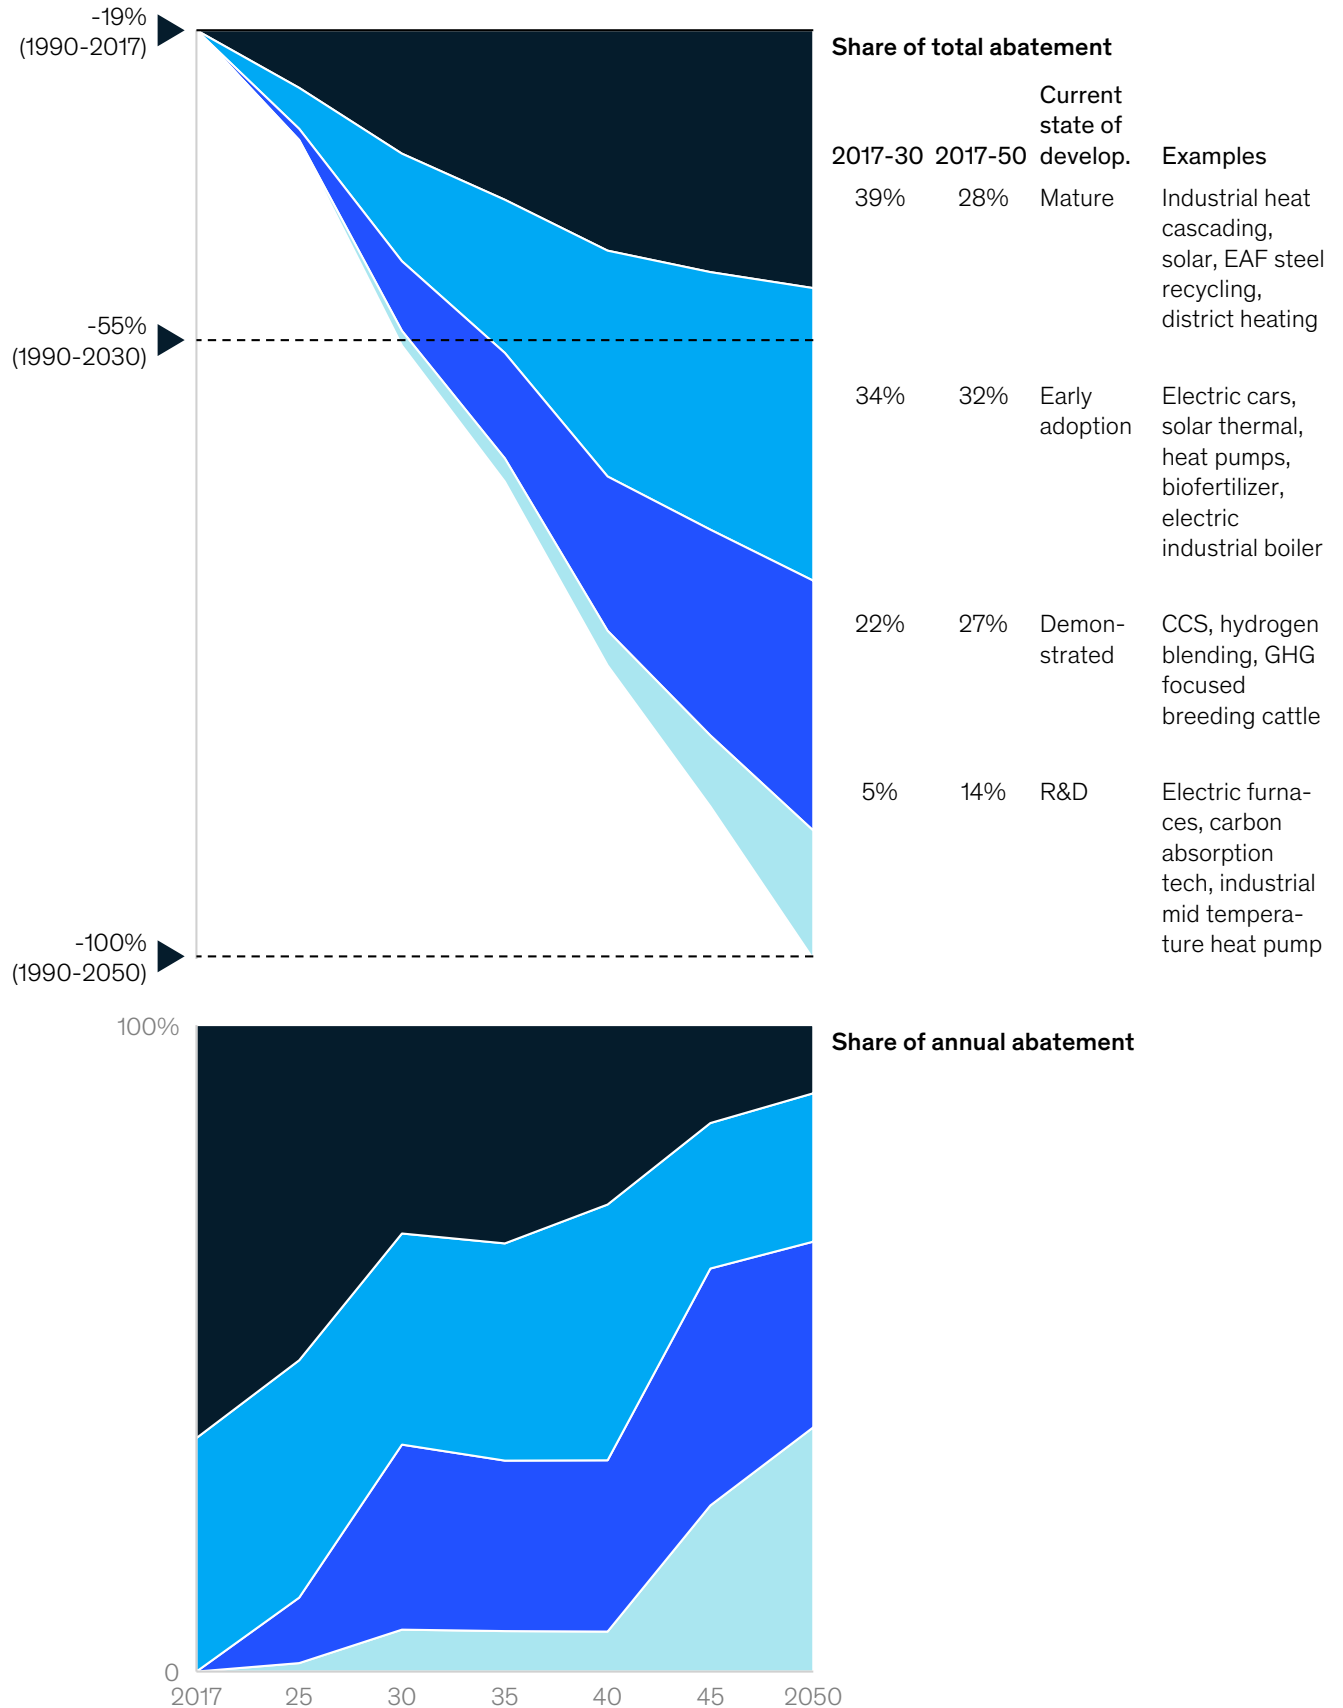 -19%
(1990-2017)
Share of total abatement
Current
state of
2017-30 2017-50 develop. Examples
39% 28% Mature Industrial heat
cascading,
solar, EAF steel
recycling,
district heating
-55%
(1990-2030)
34% 32% Early Electric cars,
adoption solar thermal,
heat pumps,
biofertilizer,
electric
industrial boiler
22% 27% Demon- CCS, hydrogen
strated blending, GHG
focused
breeding cattle
5% 14% R&D Electric furna-
ces, carbon
absorption
tech, industrial
mid tempera-
ture heat pump
-100%
(1990-2050)
100%
Share of annual abatement
0
2017 25 30 35 40 45 2050